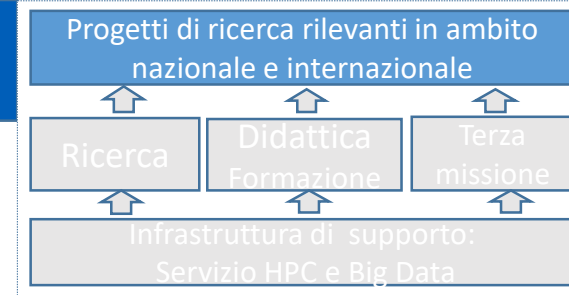 Progetti di ricerca rilevanti in ambito
nazionale e internazionale
Ricerca
Didattica
Formazione
Terza
missione
Infrastruttura di supporto:
Servizio HPC e Big Data